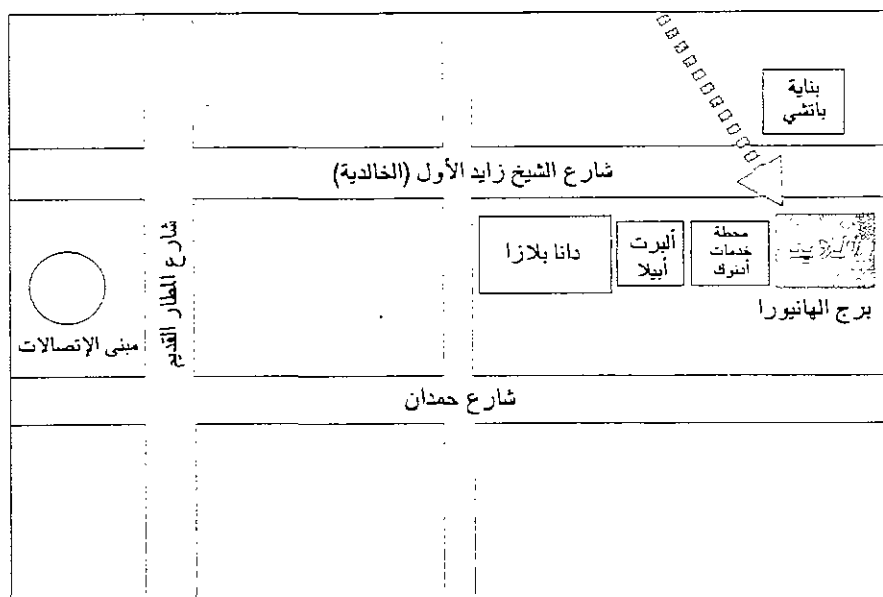 بناية
باتشي
شارع الشيخ زايد الأول (الخالدية)
محطة
خدمات
أدنوك
ألبرت
أبيلا
دانا بلازا
برج الهانيورا
شارع المطار القديم
مبنى الإتصالات
شارع حمدان